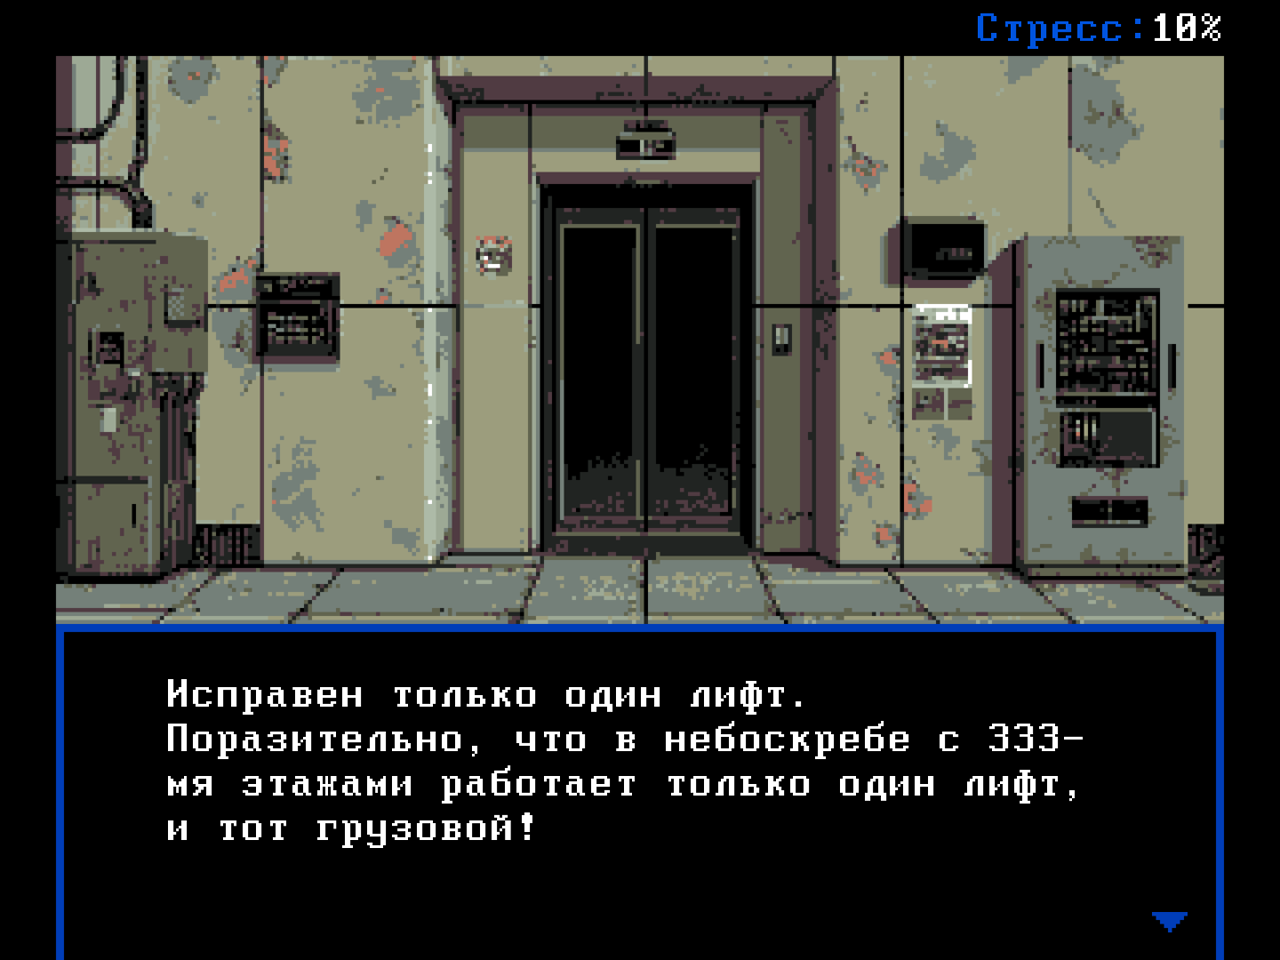 Стресс:10%
Исправен только один лифт.
Поразительно, что в небоскребе с 333-
мя этажами работает только один лифт,
и тот грузовой!